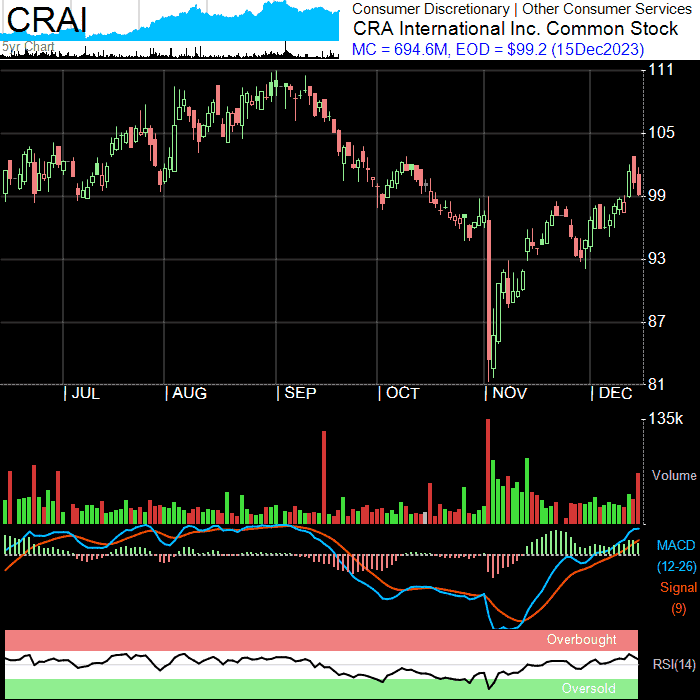 CRAI
5yr Chart
Consumer Discretionary | Other Consumer Services
CRA International Inc. Common Stock
MC = 694.6M, EOD = $99.2 (15Dec2023)
111
105
99
93
87
81
| JUL | AUG | SEP | OCT | NOV | DEC
135k
Volume
MACD
(12-26)
Signal
(9)
Overbought
RSI(14)
Oversold